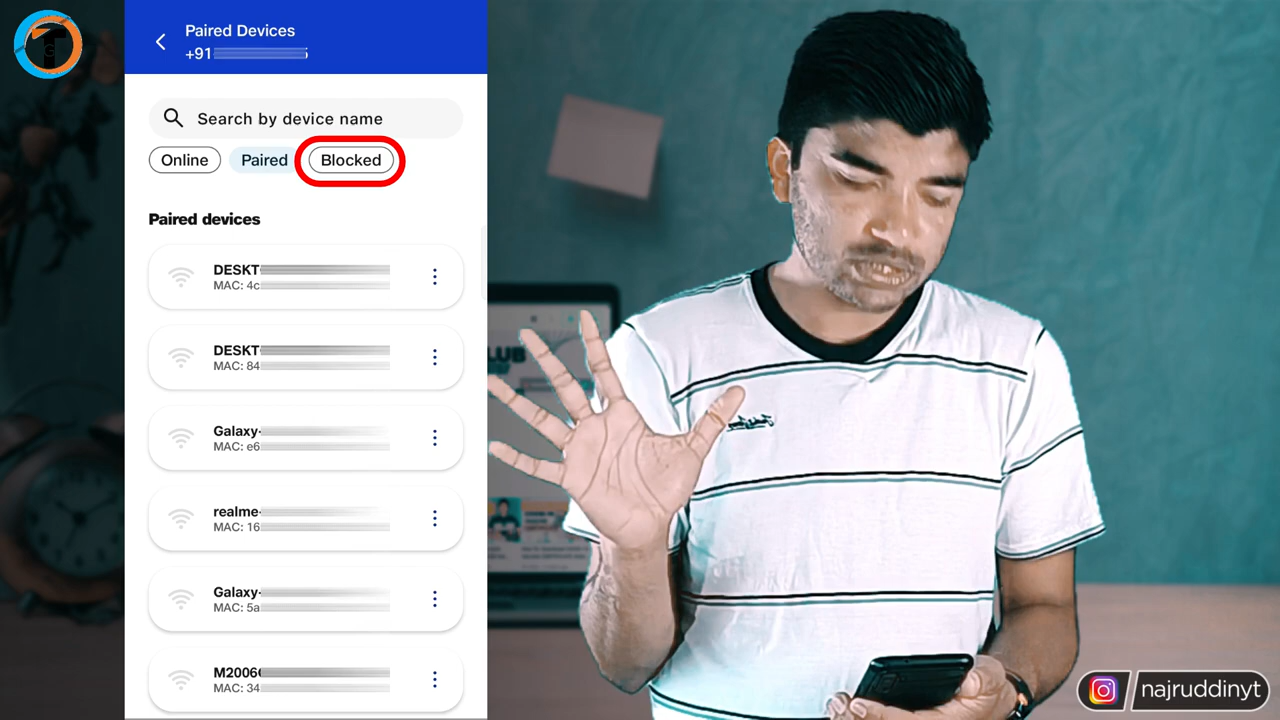 Paired Devices
+91
Search by device name
Online
Paired
Blocked
Paired devices
DESKT
MAC: 4c
DESKT
MAC: 84
Galaxy-
MAC: e6
realme-
MAC: 16
Galaxy-
MAC: 5a
M2006
MAC: 34
LUB
najruddinyt